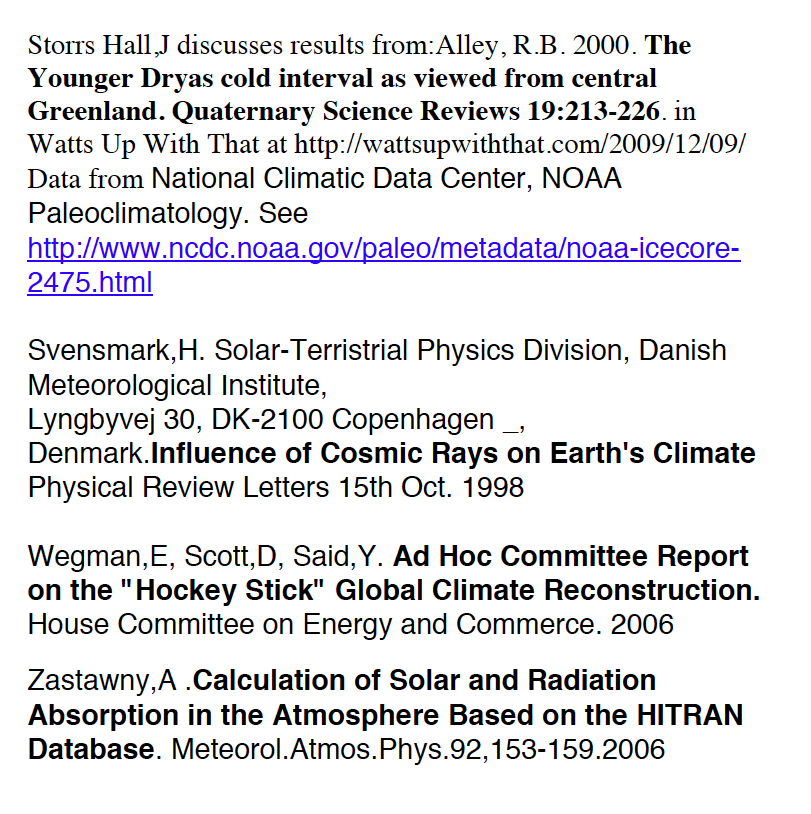 Storrs Hall,J discusses results from:Alley, R.B. 2000. The
Younger Dryas cold interval as viewed from central
Greenland. Quaternary Science Reviews 19:213-226. in
Watts Up With That at http://wattsupwiththat.com/2009/12/09/
Data from National Climatic Data Center, NOAA
Paleoclimatology. See
http://www.ncdc.noaa.gov/paleo/metadata/noaa-icecore-
2475.html
Svensmark,H. Solar-Terristrial Physics Division, Danish
Meteorological Institute,
Lyngbyvej 30, DK-2100 Copenhagen _,
Denmark.Influence of Cosmic Rays on Earth's Climate
Physical Review Letters 15th Oct. 1998
Wegman,E, Scott,D, Said,Y. Ad Hoc Committee Report
on the "Hockey Stick" Global Climate Reconstruction.
House Committee on Energy and Commerce. 2006
Zastawny,A .Calculation of Solar and Radiation
Absorption in the Atmosphere Based on the HITRAN
Database. Meteorol.Atmos.Phys.92,153-159.2006